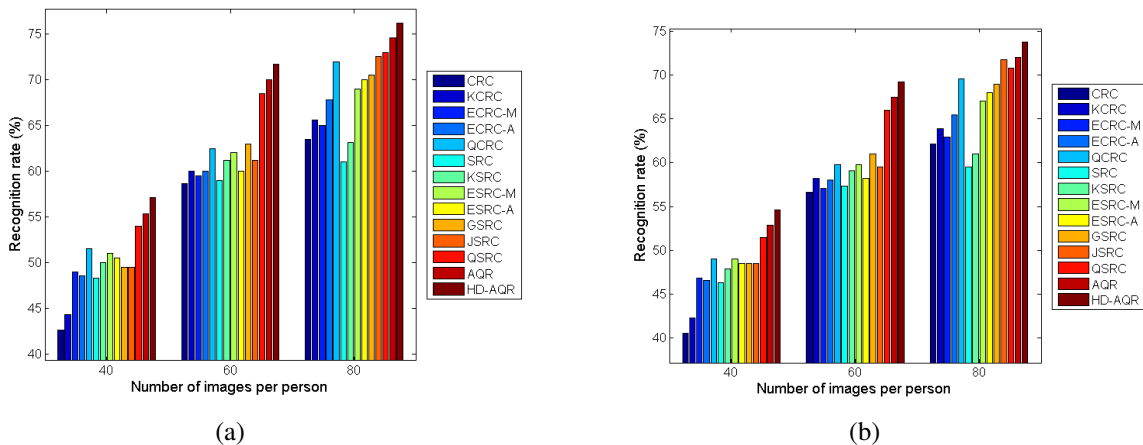 75
70
65
60
55
50
45
40
Recognition rate (%)
40 60 80
Number of images per person
CRC
KCRC
ECRC-M
ECRC-A
QCRC
SRC
KSRC
ESRC-M
ESRC-A
GSRC
JSRC
QSRC
AQR
HD-AQR
(a)
75
70
65
60
55
50
45
40
Recognition rate (%)
40 60 80
Number of images per person
CRC
KCRC
ECRC-M
ECRC-A
QCRC
SRC
KSRC
ESRC-M
ESRC-A
GSRC
JSRC
QSRC
AQR
HD-AQR
(b)